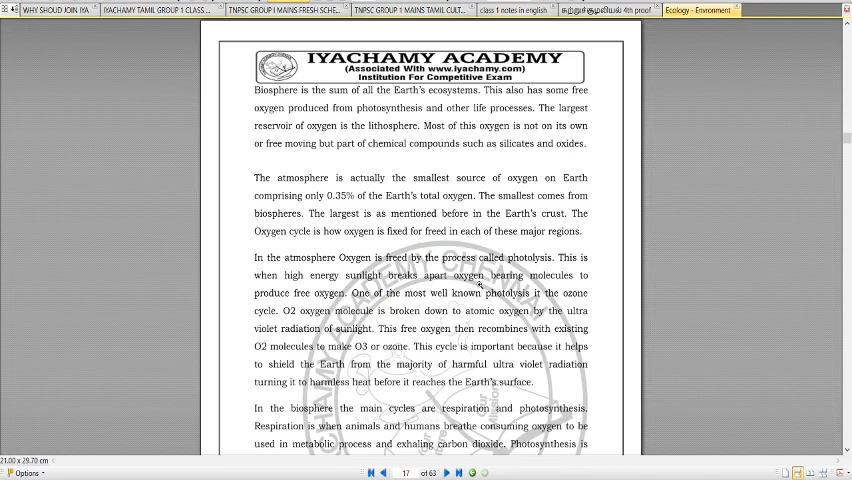 WHY SHOUD JOIN IYA
IYACHAMY TAMIL GROUP 1 CLASS ...
TNPSC GROUP I MAINS FRESH SCHE...
TNPSC GROUP 1 MAINS TAMIL CULT...
class 1 notes in english
சுற்றுச்சூழலியல் 4th proof
Ecology - Envronment
IYACHAMY ACADEMY
(Associated With www.iyachamy.com)
Institution For Competitive Exam
Biosphere is the sum of all the Earth's ecosystems. This also has some free
oxygen produced from photosynthesis and other life processes. The largest
reservoir of oxygen is the lithosphere. Most of this oxygen is not on its own
or free moving but part of chemical compounds such as silicates and oxides.
The atmosphere is actually the smallest source of oxygen on Earth
comprising only 0.35% of the Earth's total oxygen. The smallest comes from
biospheres. The largest is as mentioned before in the Earth's crust. The
Oxygen cycle is how oxygen is fixed for freed in each of these major regions.
In the atmosphere Oxygen is freed by the process called photolysis. This is
when high energy sunlight breaks apart oxygen bearing molecules to
produce free oxygen. One of the most well known photolysis it the ozone
cycle. O2 oxygen molecule is broken down to atomic oxygen by the ultra
violet radiation of sunlight. This free oxygen then recombines with existing
O2 molecules to make O3 or ozone. This cycle is important because it helps
to shield the Earth from the majority of harmful ultra violet radiation
turning it to harmless heat before it reaches the Earth's surface.
In the biosphere the main cycles are respiration and photosynthesis.
Respiration is when animals and humans breathe consuming oxygen to be
used in metabolic process and exhaling carbon dioxide. Photosynthesis is
CHAMY ACADEMY CHENNAI
Our
Mission
Our
21.00 x 29.70 cm
Options
17
of 63